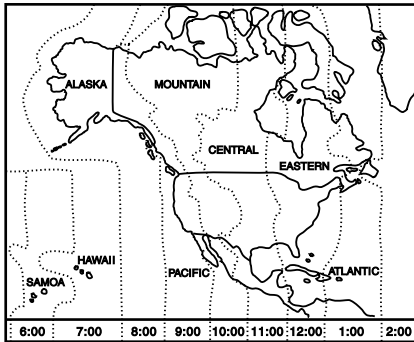 ALASKA MOUNTAIN
CENTRAL
EASTERN
HAWAII
SAMOA
PACIFIC ATLANTIC
6:00 7:00 8:00 9:00 10:00 11:00 12:00 1:00 2:00